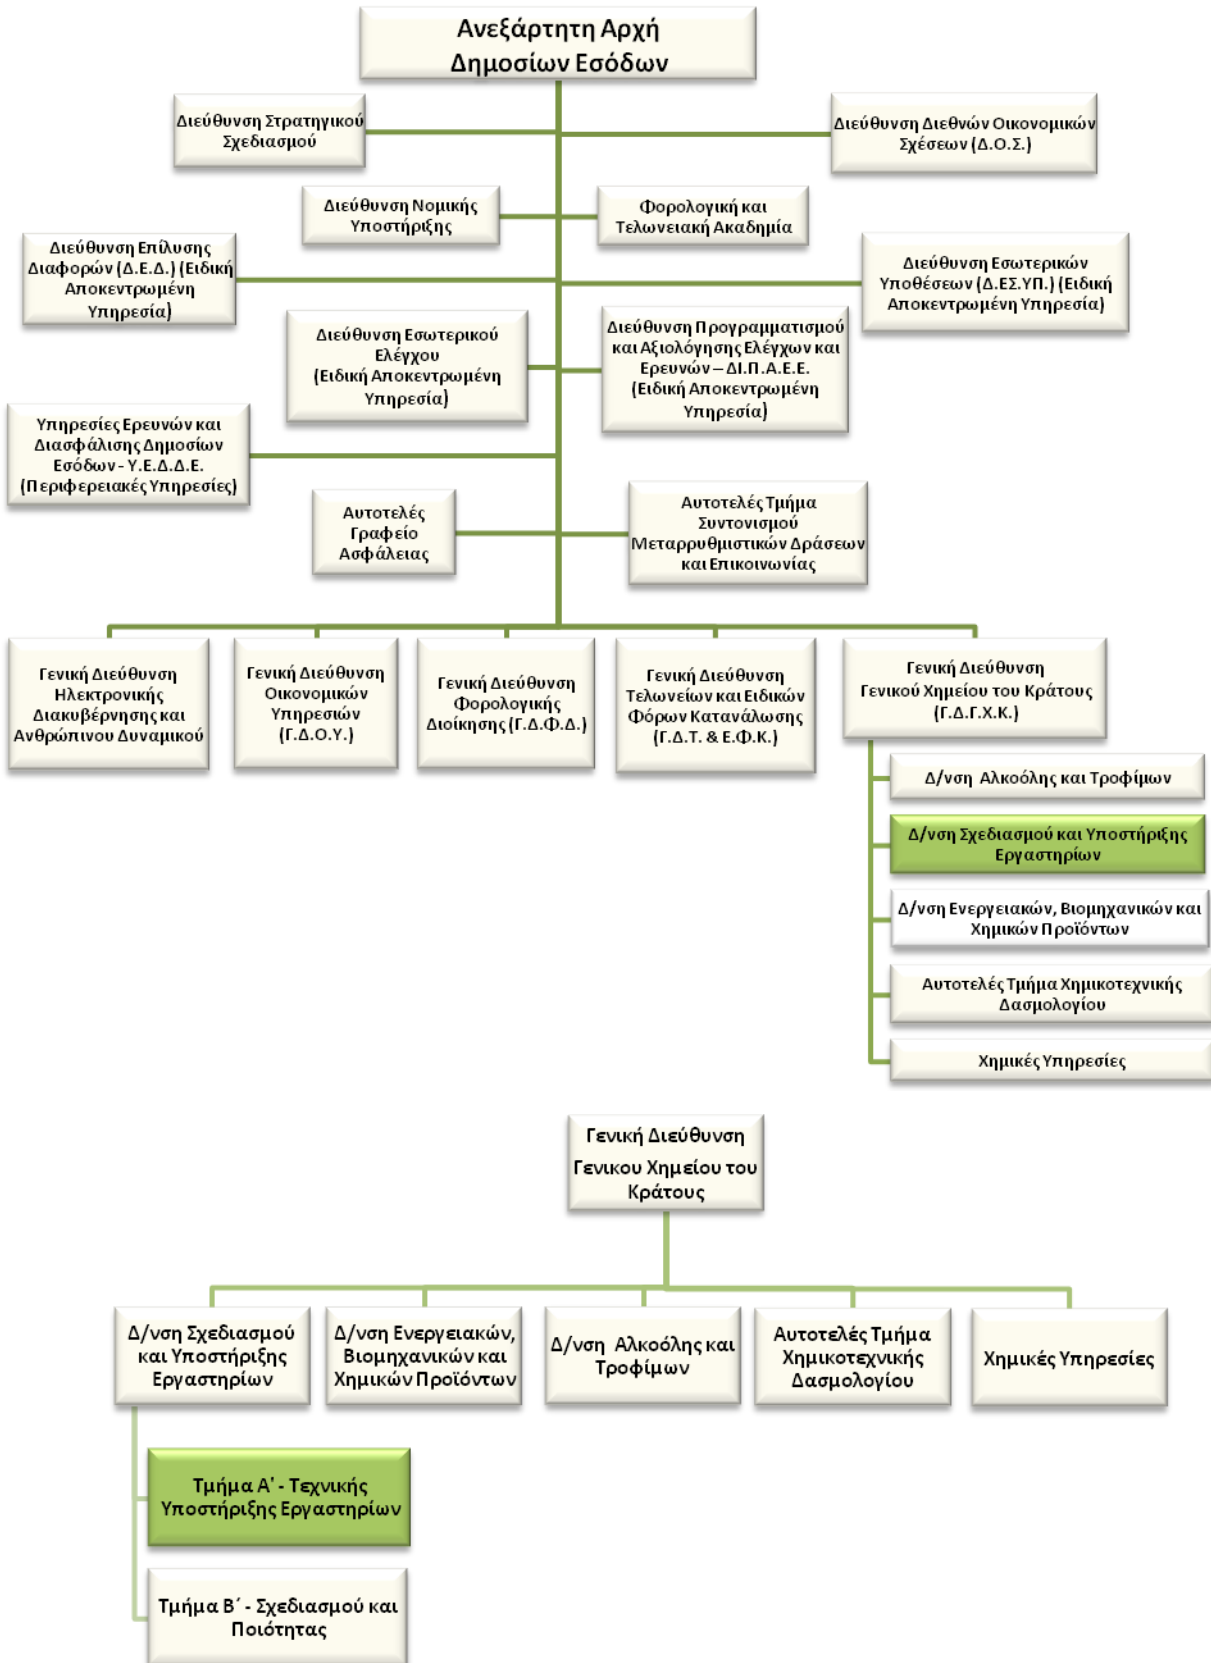 Ανεξάρτητη Αρχή
Δημοσίων Εσόδων
Διεύθυνση Στρατηγικού
Σχεδιασμού
Διεύθυνση Διεθνών Οικονομικών
Σχέσεων (Δ.Ο.Σ.)
Διεύθυνση Νομικής
Υποστήριξης
Φορολογική και
Τελωνειακή Ακαδημία
Διεύθυνση Επίλυσης
Διαφορών (Δ.Ε.Δ.) (Ειδική
Αποκεντρωμένη
Υπηρεσία)
Διεύθυνση Εσωτερικών
Υποθέσεων (Δ.ΕΣ.ΥΠ.) (Ειδική
Αποκεντρωμένη Υπηρεσία)
Διεύθυνση Εσωτερικού
Ελέγχου
(Ειδική Αποκεντρωμένη
Υπηρεσία)
Διεύθυνση Προγραμματισμού
και Αξιολόγησης Ελέγχων και
Ερευνών – ΔΙ.Π.Α.Ε.Ε.
(Ειδική Αποκεντρωμένη
Υπηρεσία)
Υπηρεσίες Ερευνών και
Διασφάλισης Δημοσίων
Εσόδων - Υ.Ε.Δ.Δ.Ε.
(Περιφερειακές Υπηρεσίες)
Αυτοτελές
Γραφείο
Ασφάλειας
Αυτοτελές Τμήμα
Συντονισμού
Μεταρρυθμιστικών Δράσεων
και Επικοινωνίας
Γενική Διεύθυνση
Ηλεκτρονικής
Διακυβέρνησης και
Ανθρώπινου Δυναμικού
Γενική Διεύθυνση
Οικονομικών
Υπηρεσιών
(Γ.Δ.Ο.Υ.)
Γενική Διεύθυνση
Φορολογικής
Διοίκησης (Γ.Δ.Φ.Δ.)
Γενική Διεύθυνση
Τελωνείων και Ειδικών
Φόρων Κατανάλωσης
(Γ.Δ.Τ. & Ε.Φ.Κ.)
Γενική Διεύθυνση
Γενικού Χημείου του Κράτους
(Γ.Δ.Γ.Χ.Κ.)
Δ/νση Αλκοόλης και Τροφίμων
Δ/νση Σχεδιασμού και Υποστήριξης
Εργαστηρίων
Δ/νση Ενεργειακών, Βιομηχανικών και
Χημικών Προϊόντων
Αυτοτελές Τμήμα Χημικοτεχνικής
Δασμολογίου
Χημικές Υπηρεσίες
Γενική Διεύθυνση
Γενικου Χημείου του
Κράτους
Δ/νση Σχεδιασμού
και Υποστήριξης
Εργαστηρίων
Δ/νση Ενεργειακών,
Βιομηχανικών και
Χημικών Προϊόντων
Δ/νση Αλκοόλης και
Τροφίμων
Αυτοτελές Τμήμα
Χημικοτεχνικής
Δασμολογίου
Χημικές Υπηρεσίες
Τμήμα Α' - Τεχνικής
Υποστήριξης Εργαστηρίων
Τμήμα Β΄ - Σχεδιασμού και
Ποιότητας